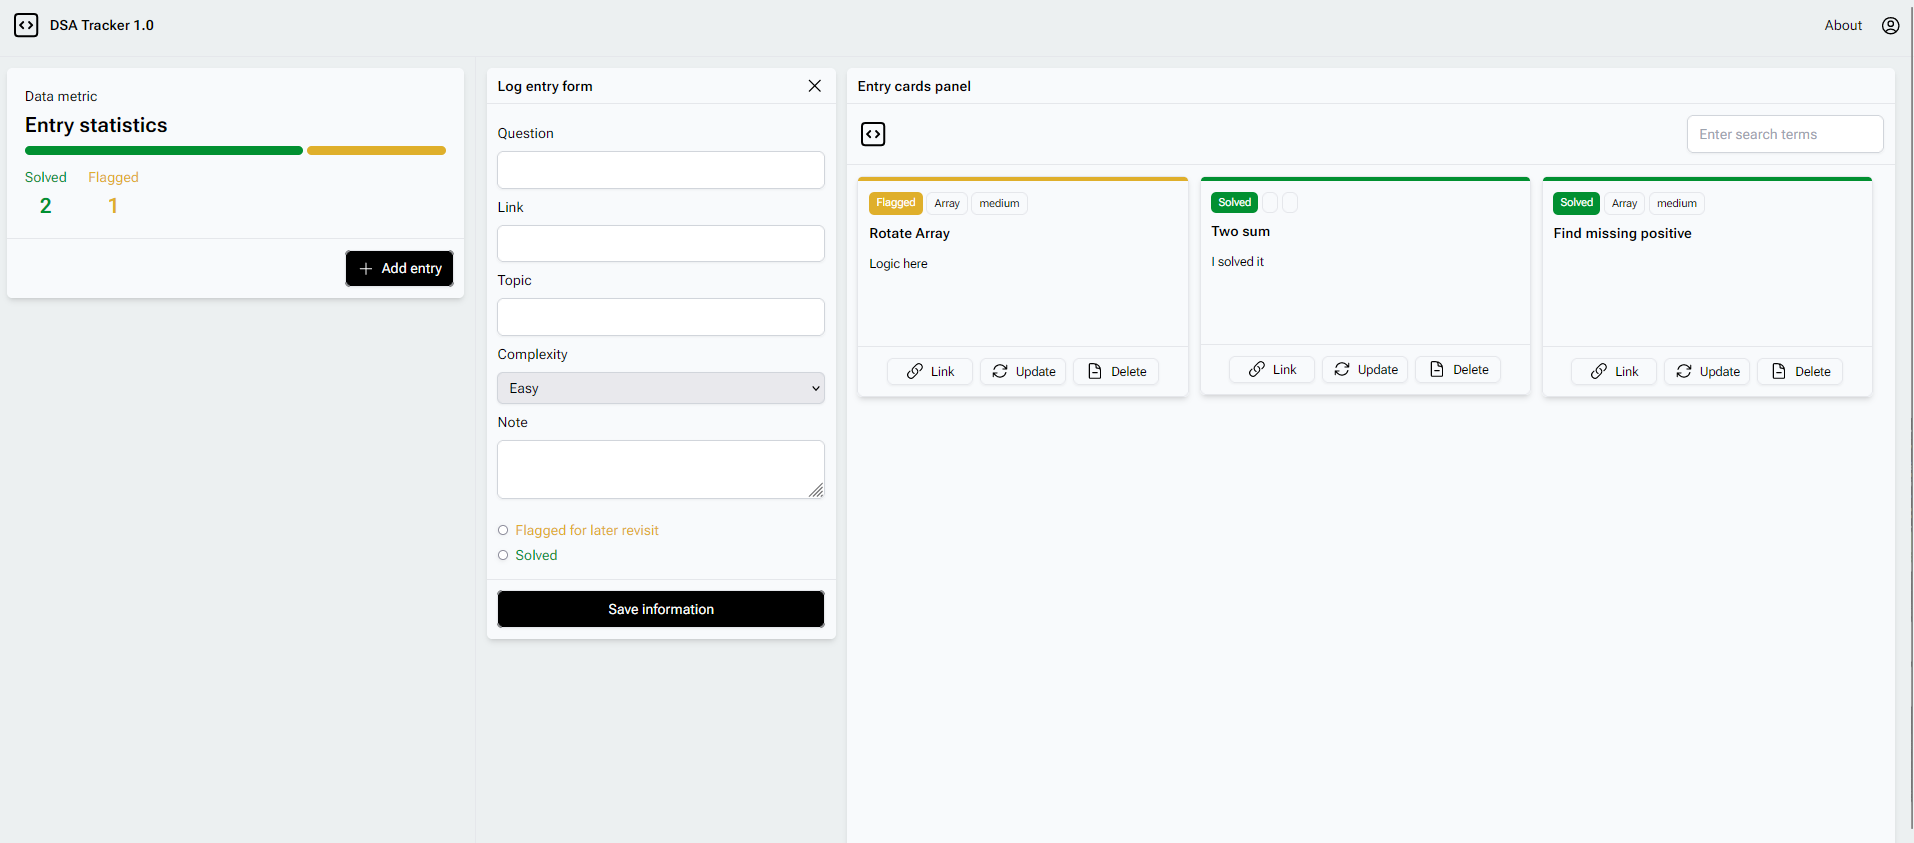 DSA Tracker 1.0
About
Data metric
Entry statistics
Solved Flagged
2 1
Add entry
Log entry form
Question
Link
Topic
Complexity
Easy
Note
Flagged for later revisit
Solved
Save information
Entry cards panel
Enter search terms
Flagged Array medium
Rotate Array
Logic here
Link Update Delete
Solved
Two sum
I solved it
Link Update Delete
Solved Array medium
Find missing positive
Link Update Delete